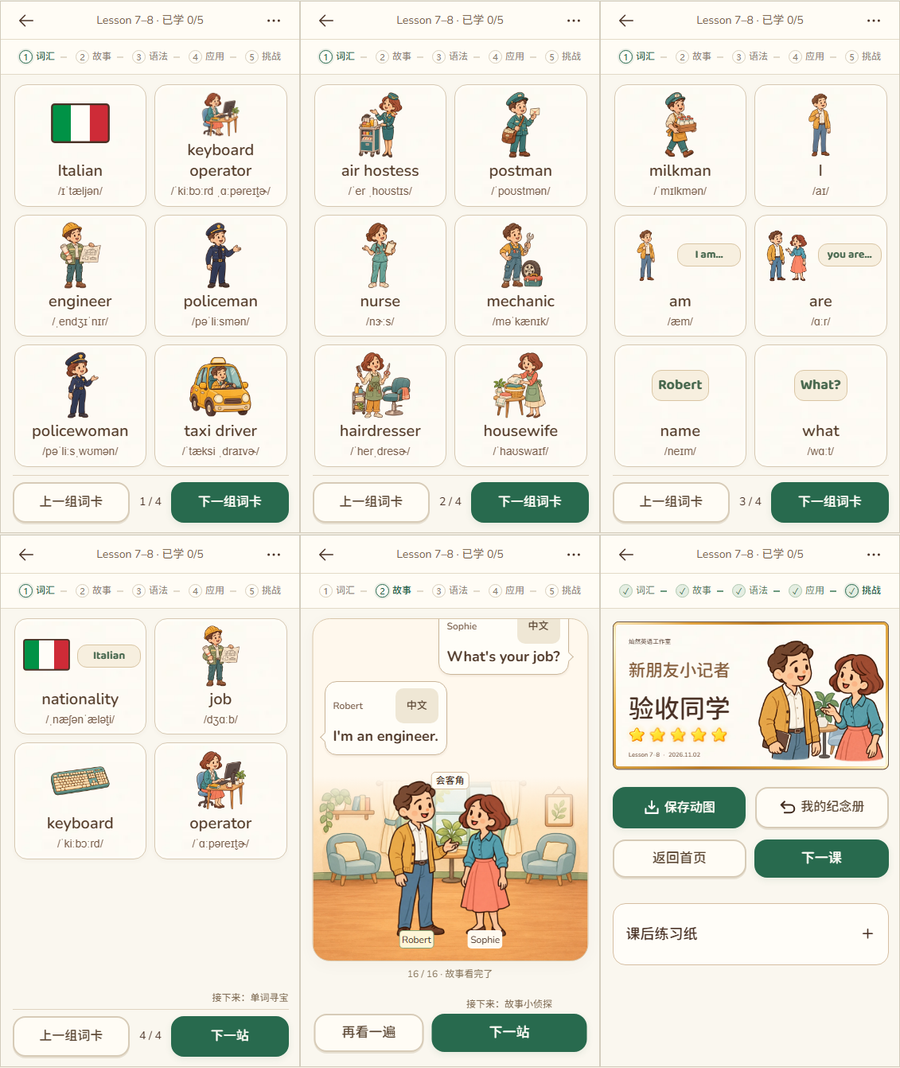 Lesson 7–8 · 已学 0/5
1 词汇 – 2 故事 – 3 语法 – 4 应用 – 5 挑战
Italian
/ɪˈtæljən/
keyboard
operator
/ˈkiːbɔːrd ˌɑːpəreɪt̬ɚ/
engineer
/ˌendʒɪˈnɪr/
policeman
/pəˈliːsmən/
policewoman
/pəˈliːsˌwʊmən/
taxi driver
/ˈtæksi ˌdraɪvɚ/
上一组词卡
1 / 4
下一组词卡
Lesson 7–8 · 已学 0/5
1 词汇 – 2 故事 – 3 语法 – 4 应用 – 5 挑战
air hostess
/ˈer ˌhoʊstɪs/
postman
/ˈpoʊstmən/
nurse
/nɝːs/
mechanic
/məˈkænɪk/
hairdresser
/ˈherˌdresɚ/
housewife
/ˈhaʊswaɪf/
上一组词卡
2 / 4
下一组词卡
Lesson 7–8 · 已学 0/5
1 词汇 – 2 故事 – 3 语法 – 4 应用 – 5 挑战
milkman
/ˈmɪlkmən/
I
/aɪ/
I am...
am
/æm/
you are...
are
/ɑːr/
Robert
name
/neɪm/
What?
what
/wɑːt/
上一组词卡
3 / 4
下一组词卡
Lesson 7–8 · 已学 0/5
1 词汇 – 2 故事 – 3 语法 – 4 应用 – 5 挑战
Italian
nationality
/ˌnæʃənˈælət̬i/
job
/dʒɑːb/
keyboard
/ˈkiːbɔːrd/
operator
/ˈɑːpəreɪt̬ɚ/
接下来：单词寻宝
上一组词卡
4 / 4
下一站
Lesson 7–8 · 已学 0/5
1 词汇 – 2 故事 – 3 语法 – 4 应用 – 5 挑战
Sophie
中文
What's your job?
Robert
中文
I'm an engineer.
会客角
Robert
Sophie
16 / 16 · 故事看完了
接下来：故事小侦探
再看一遍
下一站
Lesson 7–8 · 已学 0/5
词汇 – 故事 – 语法 – 应用 – 挑战
灿然英语工作室
新朋友小记者
验收同学
Lesson 7–8 · 2026.11.02
保存动图
我的纪念册
返回首页
下一课
课后练习纸